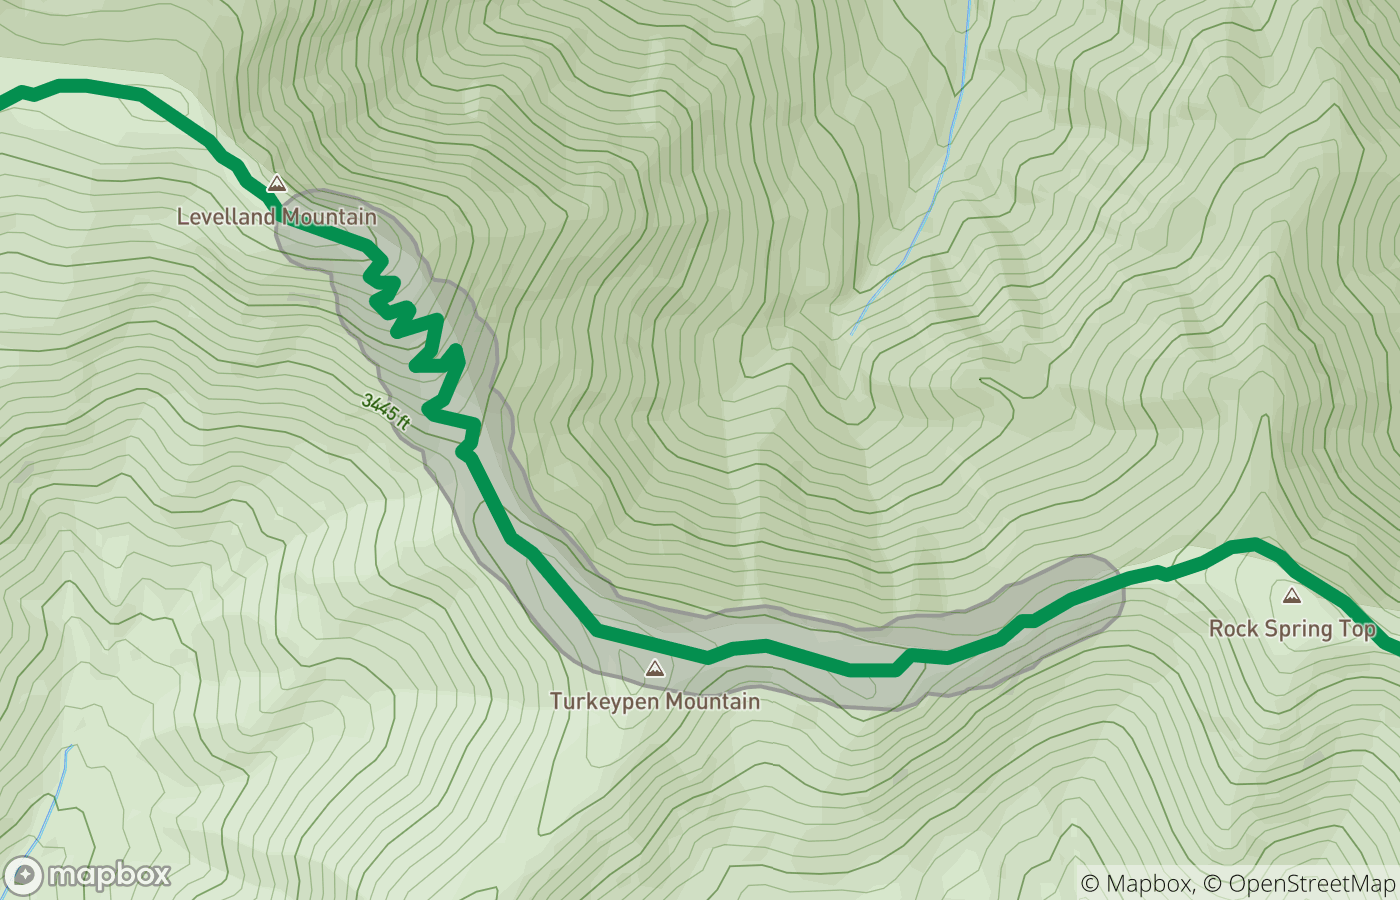 Levelland Mountain
3445 ft
Rock Spring Top
Turkeypen Mountain
mapbox
© Mapbox, © OpenStreetMap